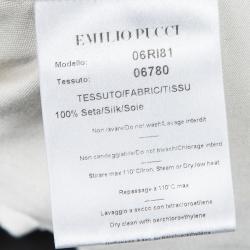 EMILIO PUCCI
Modello: 06RI81
Tessuto: 06780
TESSUTO/FABRIC/TISSU
100% Seta/Silk/Soie
Non lavare/Do not wash/Lavage interdit
Non candeggiare/Do not bleach/Chlorage interdit
Stirare max 110°C/Iron. Steam or Dry,low heat
Repassage a 110°C max
Lavaggio a secco con tetracloroetilene
Dry clean with perchloroethylene